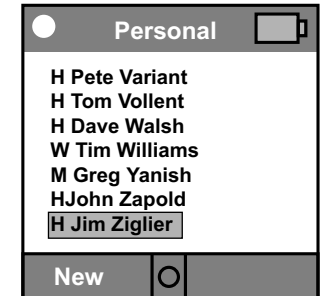 Personal
H Pete Variant
H Tom Vollent
H Dave Walsh
W Tim Williams
M Greg Yanish
HJohn Zapold
H Jim Ziglier
New